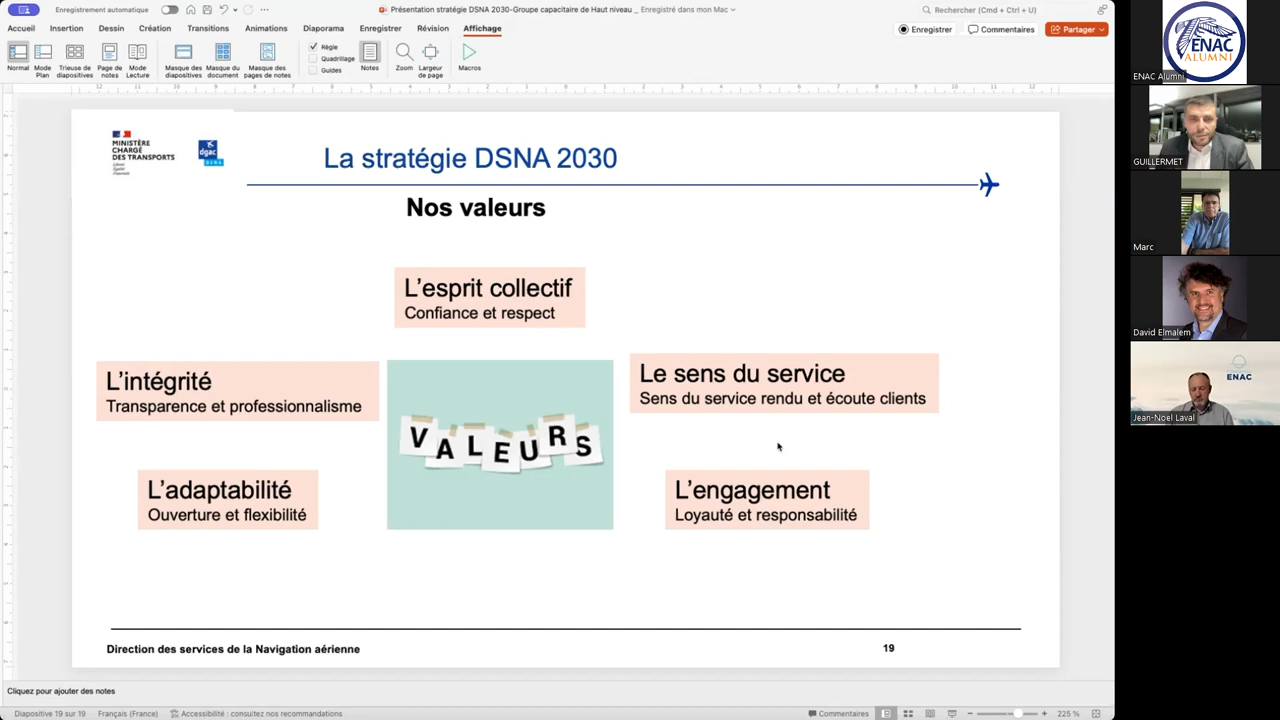 Enregistrement automatique
Présentation stratégie DSNA 2030-Groupe capacitaire de Haut niveau _ Enregistré dans mon Mac
Rechercher (Cmd + Ctrl + U)
Accueil
Insertion
Dessin
Création
Transitions
Animations
Diaporama
Enregistrer
Révision
Affichage
Enregistrer
Commentaires
Partager
Normal
Mode Plan
Trieuse de diapositives
Page de notes
Mode Lecture
Masque des diapositives
Masque du document
Masque des pages de notes
Règle
Quadrillage
Guides
Notes
Zoom
Largeur de page
Macros
MINISTÈRE
CHARGÉ
DES TRANSPORTS
Liberté
Égalité
Fraternité
dgac
DSNA
La stratégie DSNA 2030
Nos valeurs
L'esprit collectif
Confiance et respect
L'intégrité
Transparence et professionnalisme
VALEURS
Le sens du service
Sens du service rendu et écoute clients
L'adaptabilité
Ouverture et flexibilité
L'engagement
Loyauté et responsabilité
Direction des services de la Navigation aérienne
19
Cliquez pour ajouter des notes
Diapositive 19 sur 19
Français (France)
Accessibilité : consultez nos recommandations
Commentaires
225 %
ENAC
ALUMNI
ENAC Alumni
GUILLERMET
Marc
David Elmalem
ENAC
Jean-Noel Laval